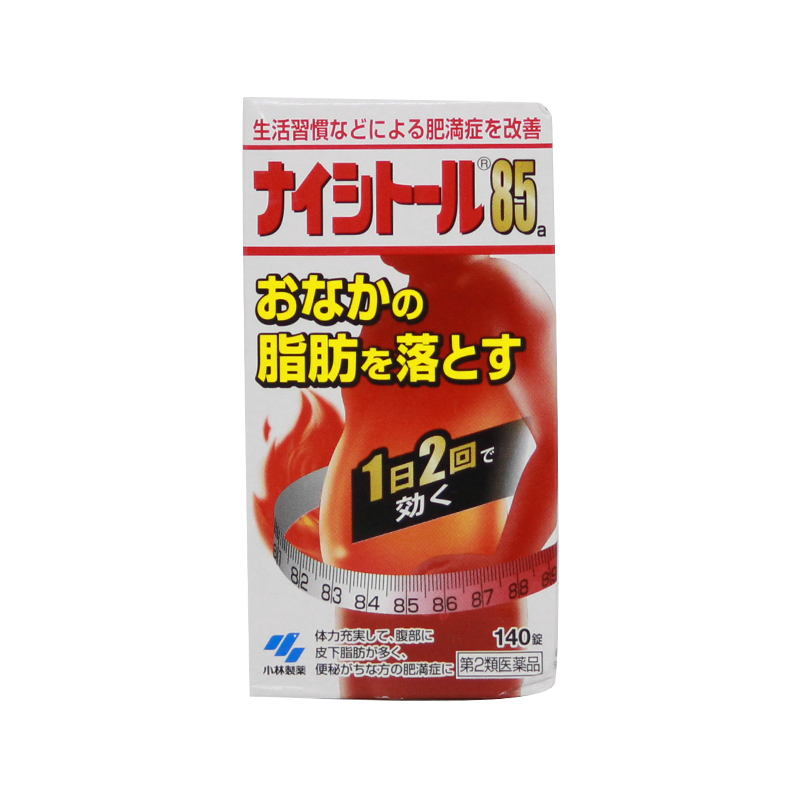 生活習慣などによる肥満症を改善
ナイシトール®85a
おなかの
脂肪を落とす
1日2回で
効く
82 83 84 85 86 87 88 89
体力充実して、腹部に
皮下脂肪が多く、
便秘がちな方の肥満症に
140錠
第2類医薬品
小林製薬